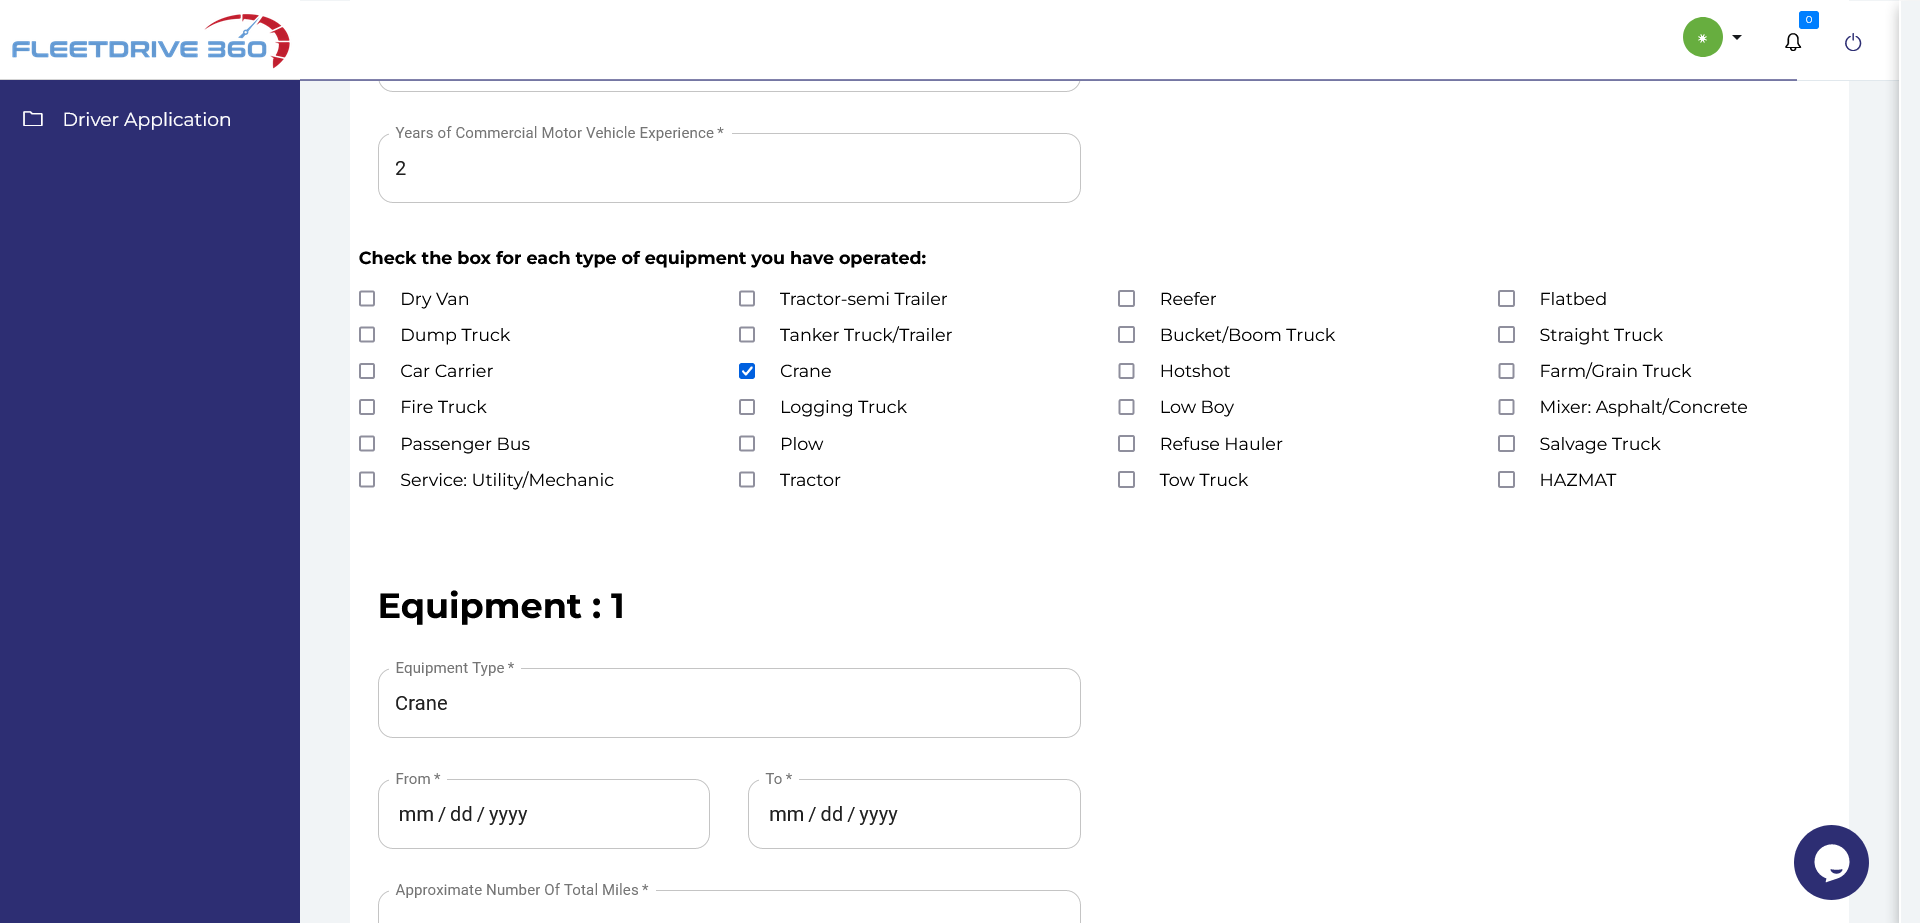 FLEETDRIVE 360
0
Driver Application
Years of Commercial Motor Vehicle Experience *
2
Check the box for each type of equipment you have operated:
Dry Van Tractor-semi Trailer Reefer Flatbed
Dump Truck Tanker Truck/Trailer Bucket/Boom Truck Straight Truck
Car Carrier Crane Hotshot Farm/Grain Truck
Fire Truck Logging Truck Low Boy Mixer: Asphalt/Concrete
Passenger Bus Plow Refuse Hauler Salvage Truck
Service: Utility/Mechanic Tractor Tow Truck HAZMAT
Equipment : 1
Equipment Type *
Crane
From * To *
mm / dd / yyyy mm / dd / yyyy
Approximate Number Of Total Miles *